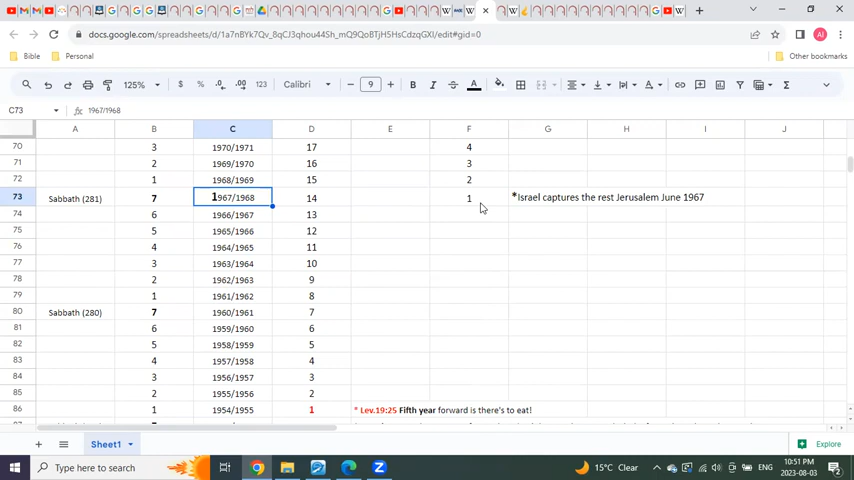 docs.google.com/spreadsheets/d/1a7nBYk7Qv_8qCJ3qhou44Sh_mQ9QoBTjH5HsCdzqGXI/edit#gid=0
Bible Personal Other bookmarks
125% $ % .0 .00 123 Calibri 9 B I A
C73 fx 1967/1968
A B C D E F G H I J
70 3 1970/1971 17 4
71 2 1969/1970 16 3
72 1 1968/1969 15 2
73 Sabbath (281) 7 1967/1968 14 1 *Israel captures the rest Jerusalem June 1967
74 6 1966/1967 13
75 5 1965/1966 12
76 4 1964/1965 11
77 3 1963/1964 10
78 2 1962/1963 9
79 1 1961/1962 8
80 Sabbath (280) 7 1960/1961 7
81 6 1959/1960 6
82 5 1958/1959 5
83 4 1957/1958 4
84 3 1956/1957 3
85 2 1955/1956 2
86 1 1954/1955 1 * Lev.19:25 Fifth year forward is there's to eat!
Sheet1 Explore
Type here to search 15°C Clear ENG 10:51 PM
2023-08-03 2